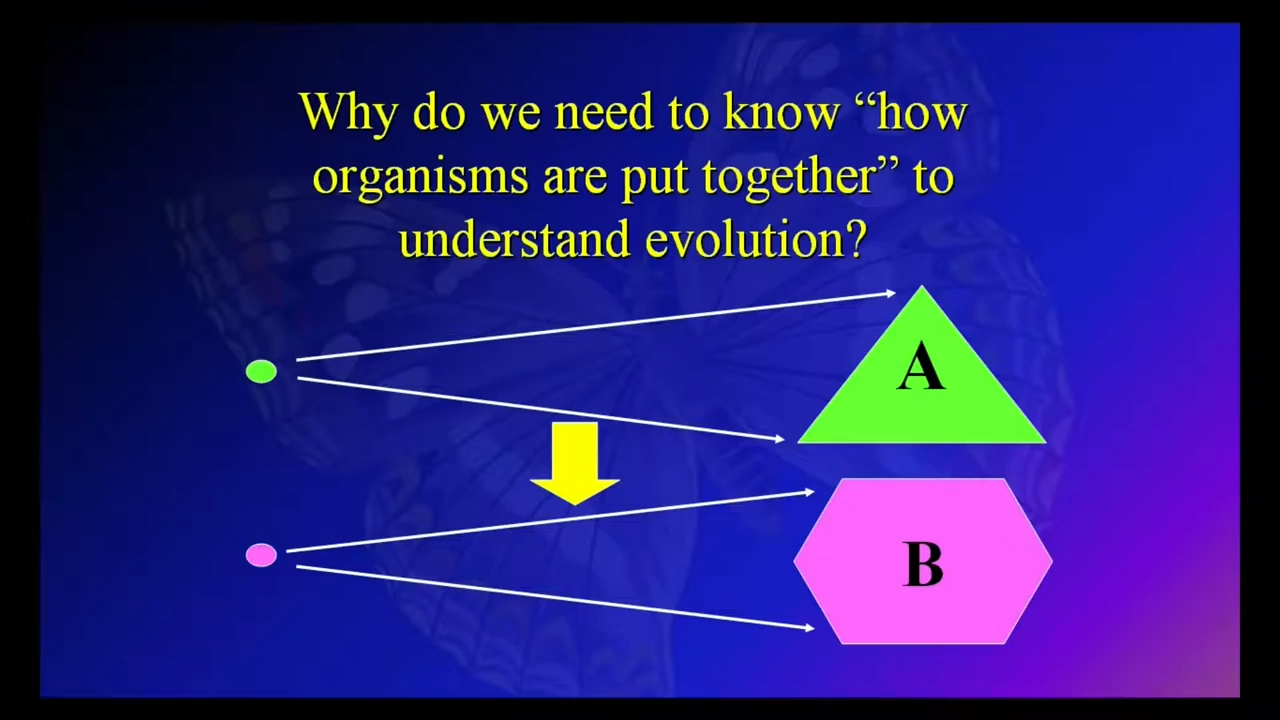 Why do we need to know “how
organisms are put together” to
understand evolution?
A
B